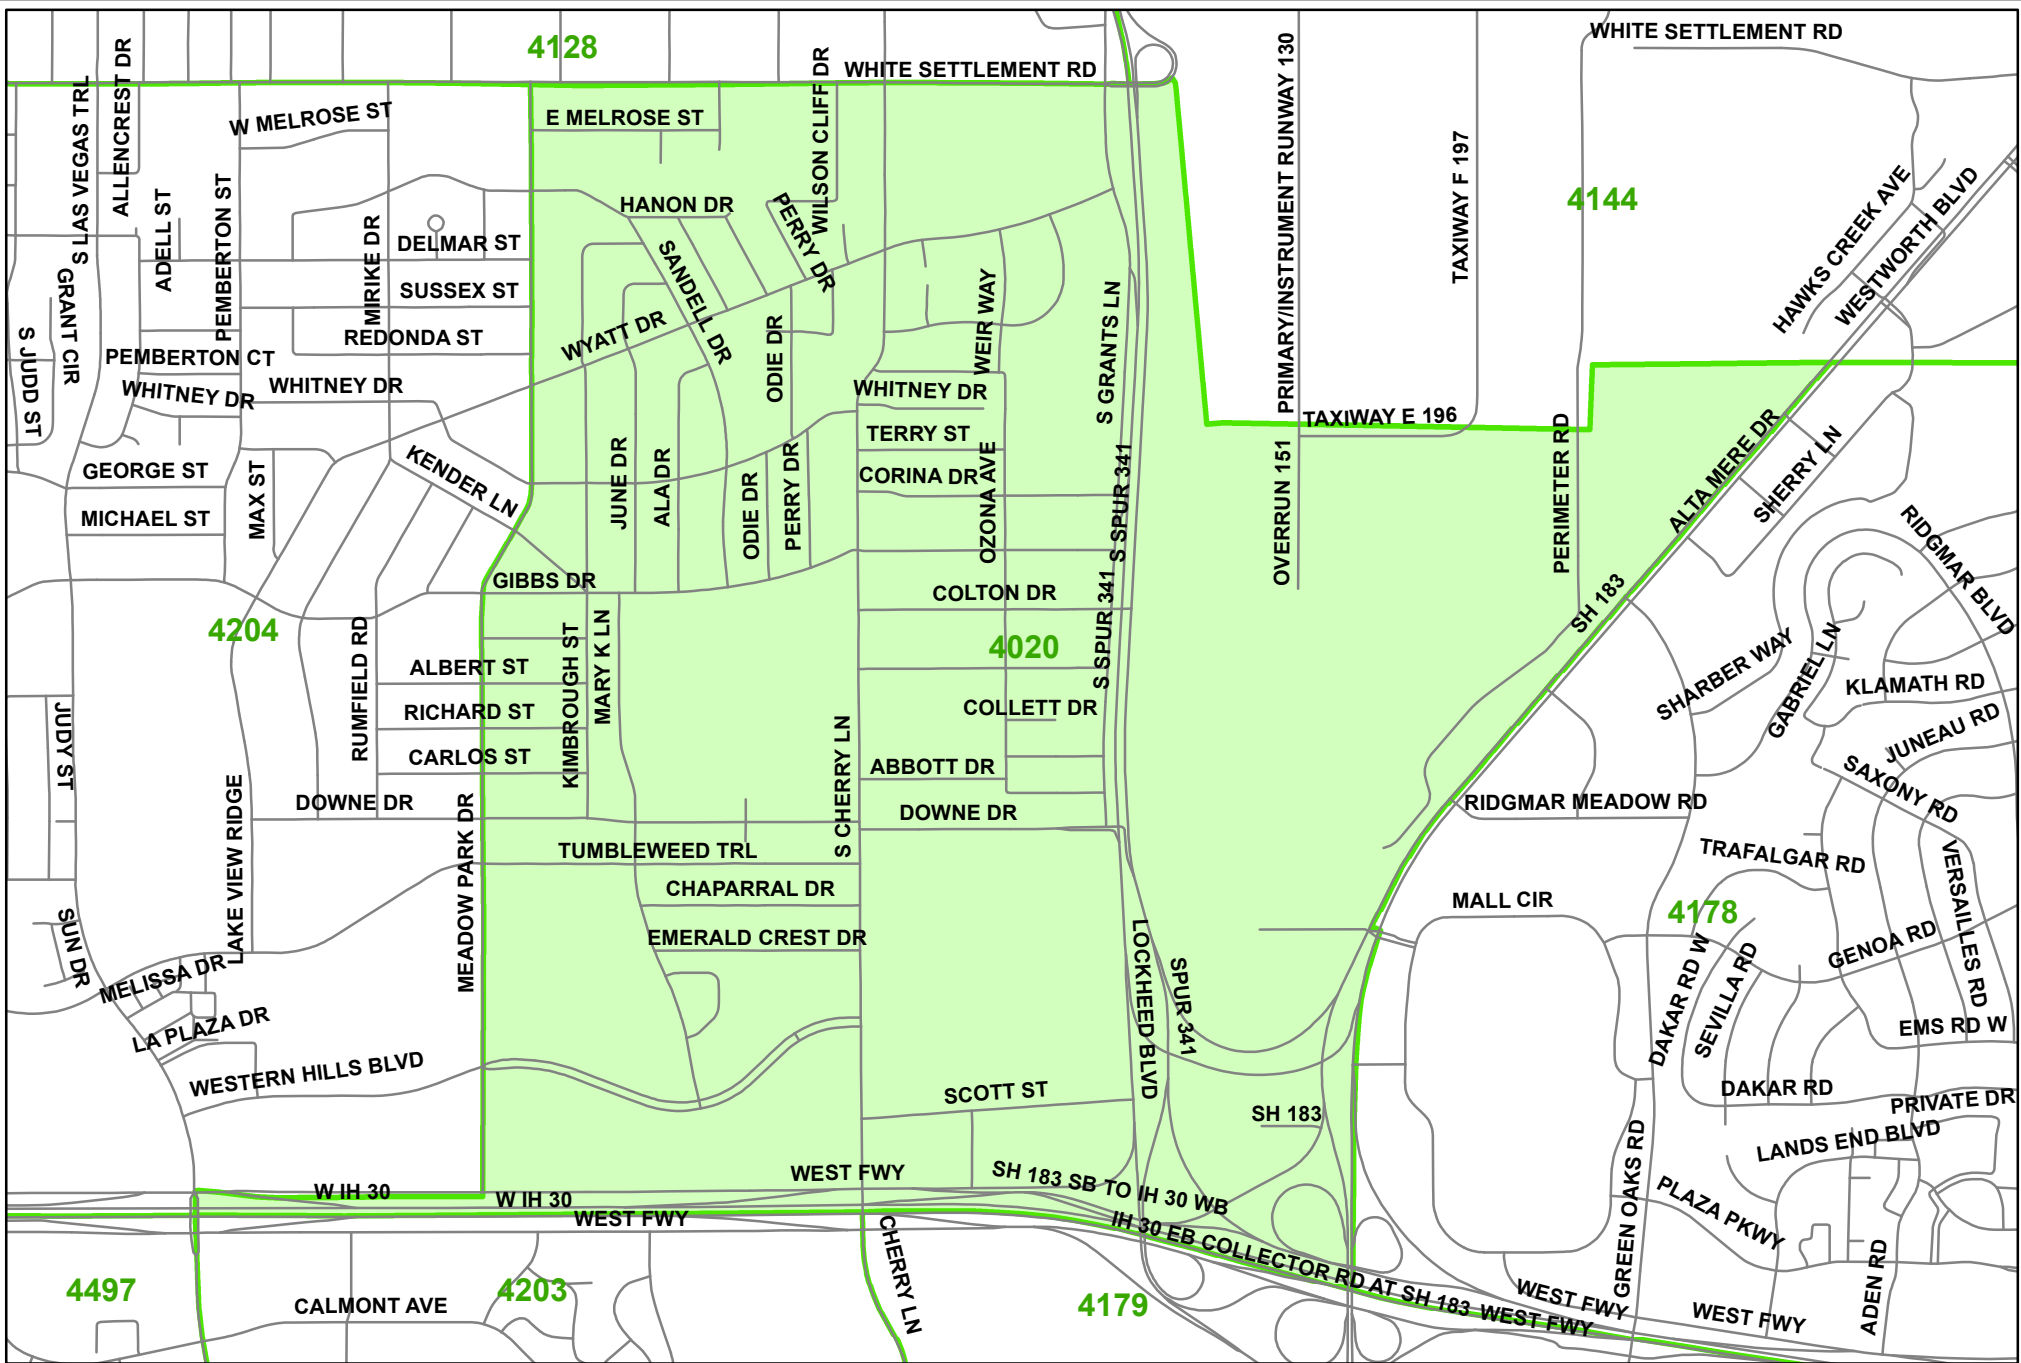 4128
WHITE SETTLEMENT RD
WHITE SETTLEMENT RD
S LAS VEGAS TRL
ALLENCREST DR
W MELROSE ST
E MELROSE ST
WILSON CLIFF DR
PRIMARY/INSTRUMENT RUNWAY 130
TAXIWAY F 197
4144
HAWKS CREEK AVE
WESTWORTH BLVD
ADELL ST
PEMBERTON ST
MIRIKE DR
DELMAR ST
HANON DR
PERRY DR
SANDELL DR
GRANT CIR
S JUDD ST
SUSSEX ST
REDONDA ST
WYATT DR
ODIE DR
WEIR WAY
S GRANTS LN
PEMBERTON CT
WHITNEY DR
WHITNEY DR
WHITNEY DR
TERRY ST
CORINA DR
OZONA AVE
TAXIWAY E 196
ALTA MERE DR
SHERRY LN
GEORGE ST
MICHAEL ST
MAX ST
KENDER LN
JUNE DR
ALA DR
ODIE DR
PERRY DR
S SPUR 341
OVERRUN 151
PERIMETER RD
RIDGMAR BLVD
GIBBS DR
COLTON DR
S SPUR 341
SH 183
4204
RUMFIELD RD
ALBERT ST
RICHARD ST
CARLOS ST
KIMBROUGH ST
MARY K LN
4020
COLLETT DR
SHARBER WAY
GABRIEL LN
KLAMATH RD
JUNEAU RD
SAXONY RD
JUDY ST
LAKE VIEW RIDGE
DOWNE DR
MEADOW PARK DR
S CHERRY LN
ABBOTT DR
DOWNE DR
RIDGMAR MEADOW RD
TUMBLEWEED TRL
CHAPARRAL DR
EMERALD CREST DR
TRAFALGAR RD
VERSAILLES RD
MALL CIR
4178
GENOA RD
SUN DR
MELISSA DR
LA PLAZA DR
LOCKHEED BLVD
SPUR 341
DAKAR RD W
SEVILLA RD
EMS RD W
WESTERN HILLS BLVD
SCOTT ST
SH 183
DAKAR RD
PRIVATE DR
LANDS END BLVD
GREEN OAKS RD
PLAZA PKWY
WEST FWY
W IH 30
W IH 30
WEST FWY
SH 183 SB TO IH 30 WB
IH 30 EB COLLECTOR RD AT SH 183
WEST FWY
WEST FWY
WEST FWY
ADEN RD
CHERRY LN
4497
4203
4179
CALMONT AVE